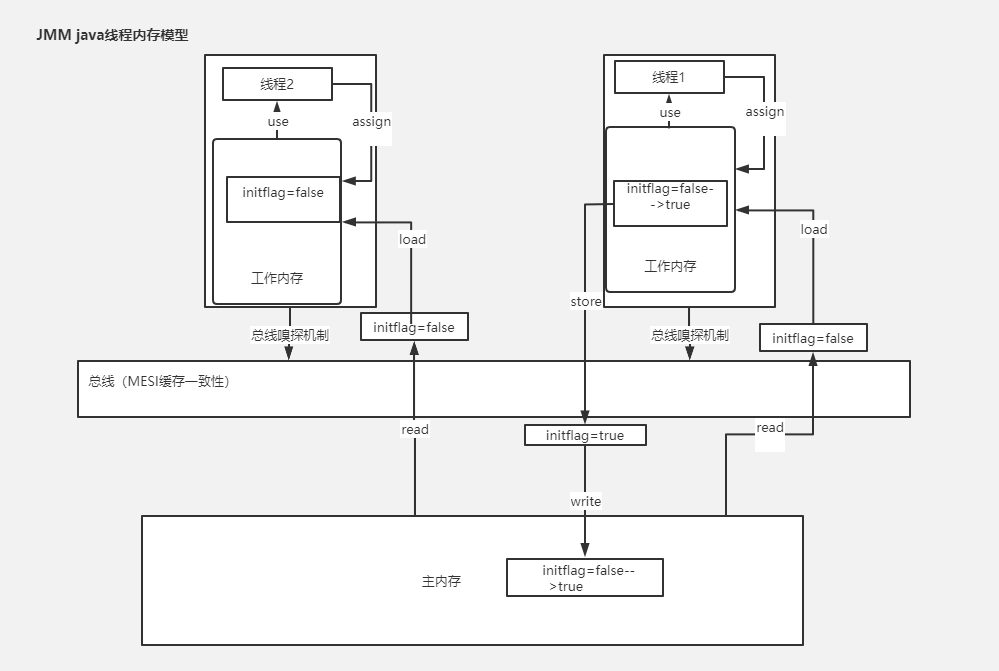 JMM java线程内存模型
线程2
use
assign
initflag=false
工作内存
load
initflag=false
总线嗅探机制
线程1
use
assign
initflag=false-
->true
工作内存
load
store
initflag=false
总线嗅探机制
总线（MESI缓存一致性）
read
initflag=true
read
write
主内存
initflag=false--
>true